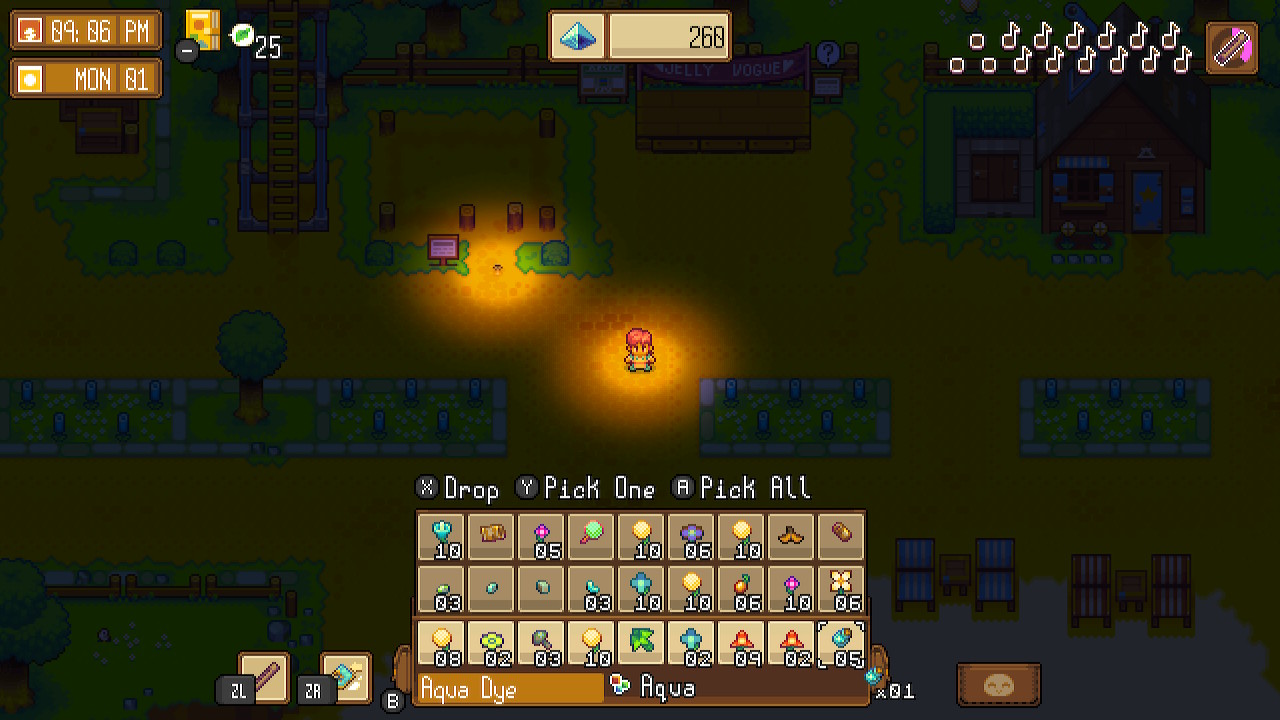 09:06 PM
25
260
MON 01
JELLY VOGUE
?
X Drop Y Pick One A Pick All
10 05 10 06 10
03 03 10 10 06 10 06
08 02 03 10 02 09 02 05
ZL ZR B
Aqua Dye Aqua x01